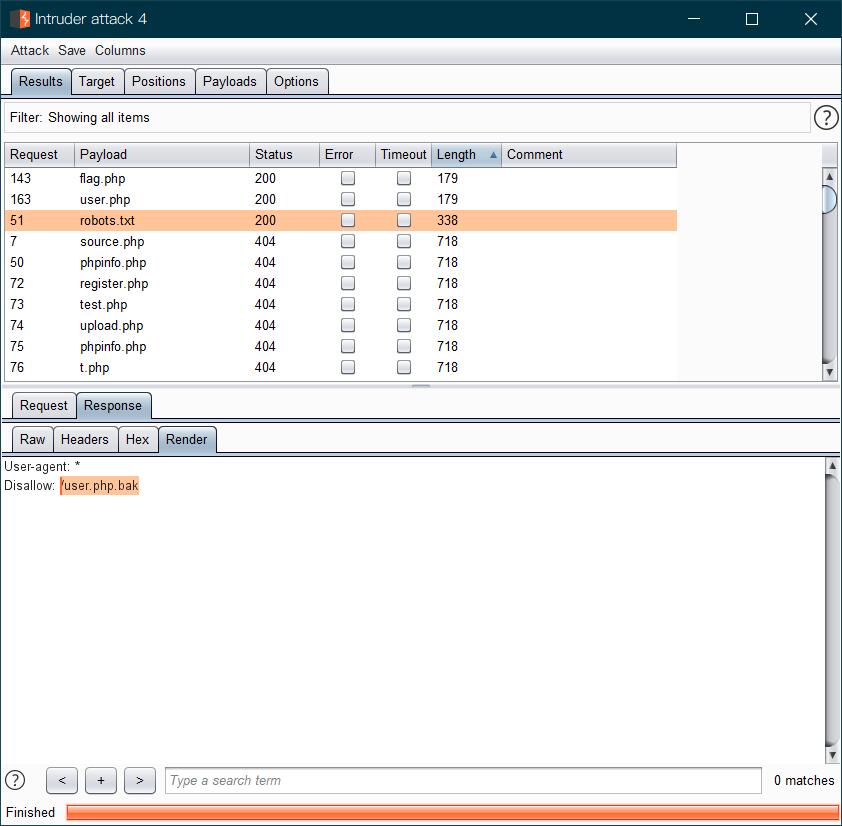 Intruder attack 4
Attack Save Columns
Results Target Positions Payloads Options
Filter: Showing all items ?
Request Payload Status Error Timeout Length Comment
143 flag.php 200 179
163 user.php 200 179
51 robots.txt 200 338
7 source.php 404 718
50 phpinfo.php 404 718
72 register.php 404 718
73 test.php 404 718
74 upload.php 404 718
75 phpinfo.php 404 718
76 t.php 404 718
Request Response
Raw Headers Hex Render
User-agent: *
Disallow: /user.php.bak
? < + > Type a search term 0 matches
Finished